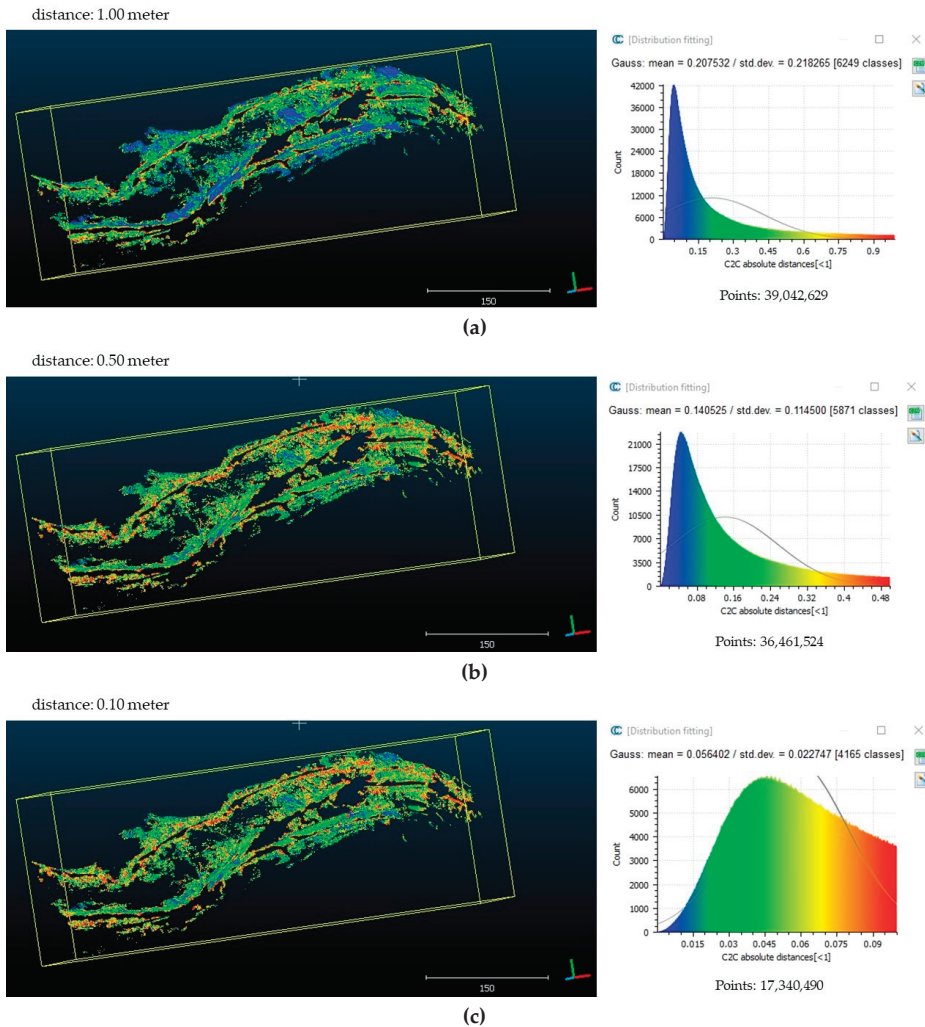 distance: 1.00 meter
[Distribution fitting]
Gauss: mean = 0.207532 / std.dev. = 0.218265 [6249 classes]
42000
36000
30000
24000
18000
12000
6000
0
Count
0.15 0.3 0.45 0.6 0.75 0.9
C2C absolute distances[<1]
150
Points: 39,042,629
(a)
distance: 0.50 meter
[Distribution fitting]
Gauss: mean = 0.140525 / std.dev. = 0.114500 [5871 classes]
21000
17500
14000
10500
7000
3500
0
Count
0.08 0.16 0.24 0.32 0.4 0.48
C2C absolute distances[<1]
150
Points: 36,461,524
(b)
distance: 0.10 meter
[Distribution fitting]
Gauss: mean = 0.056402 / std.dev. = 0.022747 [4165 classes]
6000
5000
4000
3000
2000
1000
0
Count
0.015 0.03 0.045 0.06 0.075 0.09
C2C absolute distances[<1]
150
Points: 17,340,490
(c)